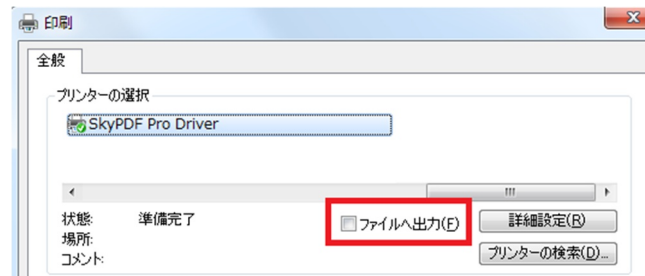 印刷
全般
プリンターの選択
SkyPDF Pro Driver
状態: 準備完了
ファイルへ出力(F) 詳細設定(R)
場所:
コメント:
プリンターの検索(D)...